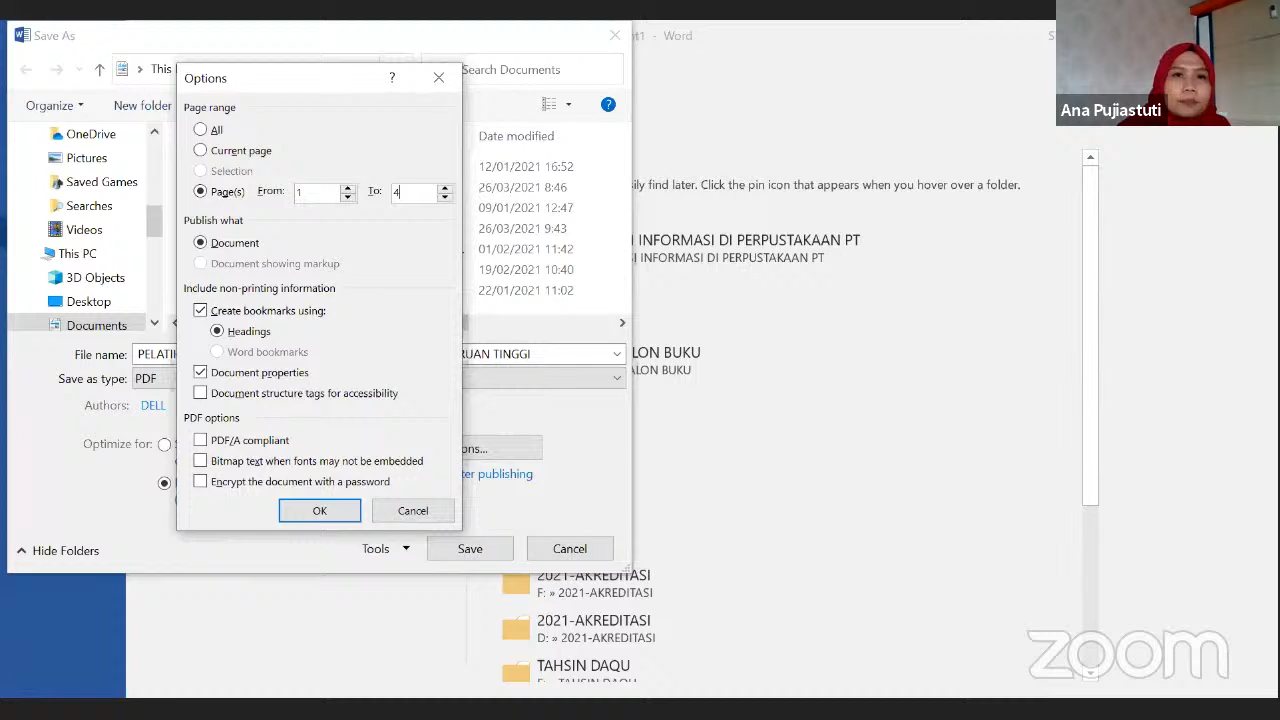 Save As
nt1 - Word
This
Search Documents
Options
?
Organize
New folder
Page range
All
Current page
Selection
Page(s) From: 1 To: 4
Publish what
Document
Document showing markup
Include non-printing information
Create bookmarks using:
Headings
Word bookmarks
Document properties
Document structure tags for accessibility
PDF options
PDF/A compliant
Bitmap text when fonts may not be embedded
Encrypt the document with a password
OK
Cancel
OneDrive
Pictures
Saved Games
Searches
Videos
This PC
3D Objects
Desktop
Documents
Date modified
12/01/2021 16:52
26/03/2021 8:46
09/01/2021 12:47
26/03/2021 9:43
01/02/2021 11:42
19/02/2021 10:40
22/01/2021 11:02
File name: PELATIH
RUAN TINGGI
Save as type: PDF
Authors: DELL
Optimize for:
ons...
ter publishing
Hide Folders
Tools
Save
Cancel
Ana Pujiastuti
sily find later. Click the pin icon that appears when you hover over a folder.
I INFORMASI DI PERPUSTAKAAN PT
I INFORMASI DI PERPUSTAKAAN PT
LON BUKU
ALON BUKU
2021-AKREDITASI
F: » 2021-AKREDITASI
2021-AKREDITASI
D: » 2021-AKREDITASI
TAHSIN DAQU
zoom